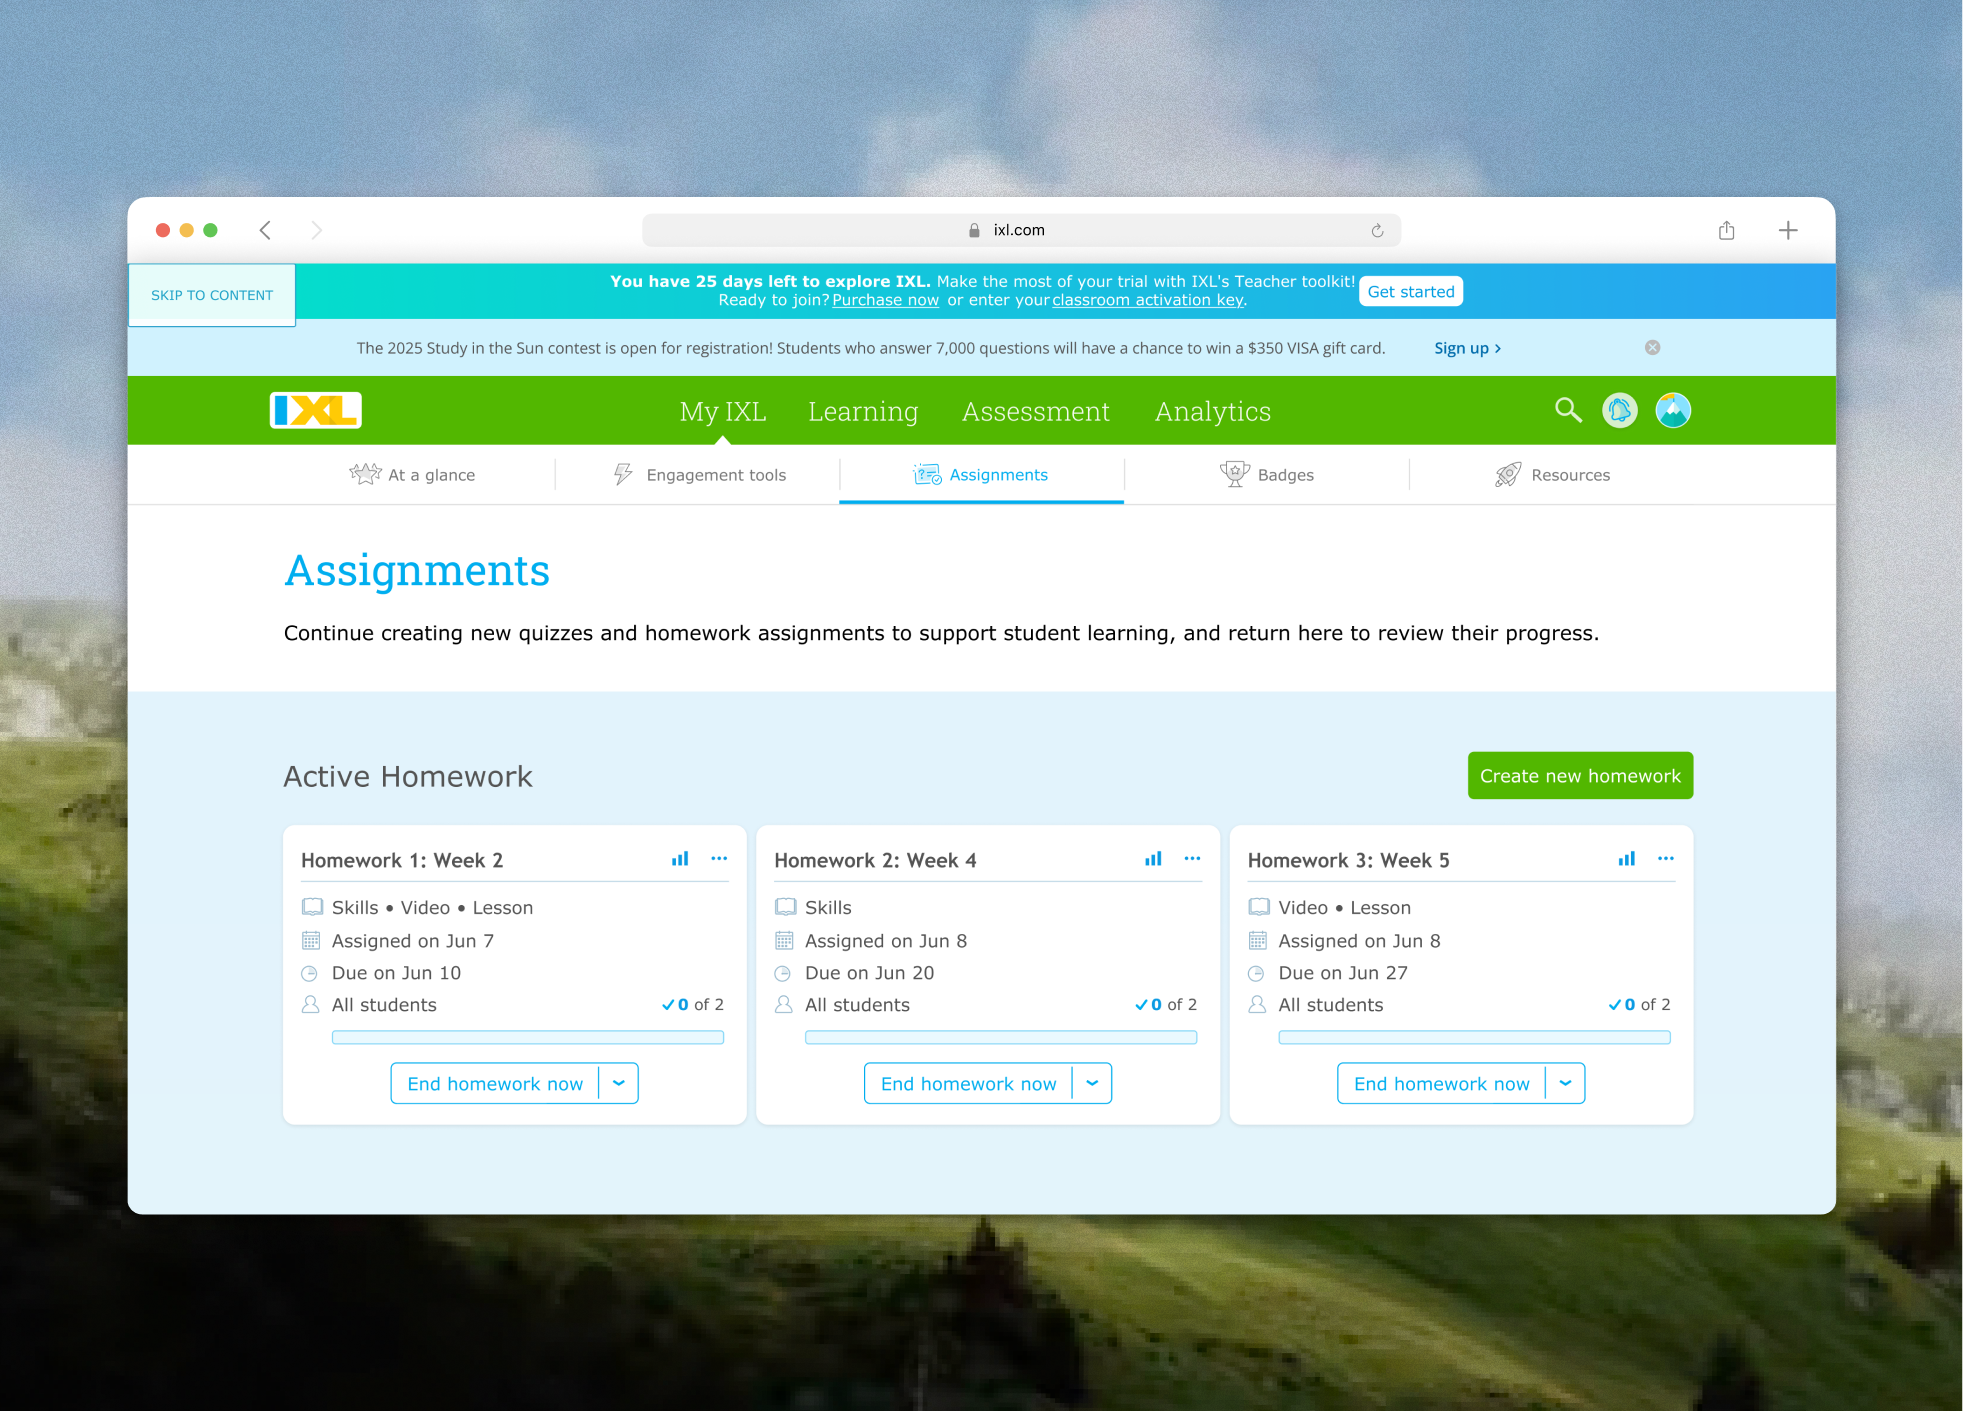 ixl.com
SKIP TO CONTENT
You have 25 days left to explore IXL. Make the most of your trial with IXL's Teacher toolkit!
Ready to join? Purchase now or enter your classroom activation key.
Get started
The 2025 Study in the Sun contest is open for registration! Students who answer 7,000 questions will have a chance to win a $350 VISA gift card. Sign up >
IXL
My IXL Learning Assessment Analytics
At a glance Engagement tools Assignments Badges Resources
Assignments
Continue creating new quizzes and homework assignments to support student learning, and return here to review their progress.
Active Homework
Create new homework
Homework 1: Week 2
Skills • Video • Lesson
Assigned on Jun 7
Due on Jun 10
All students ✓0 of 2
End homework now
Homework 2: Week 4
Skills
Assigned on Jun 8
Due on Jun 20
All students ✓0 of 2
End homework now
Homework 3: Week 5
Video • Lesson
Assigned on Jun 8
Due on Jun 27
All students ✓0 of 2
End homework now